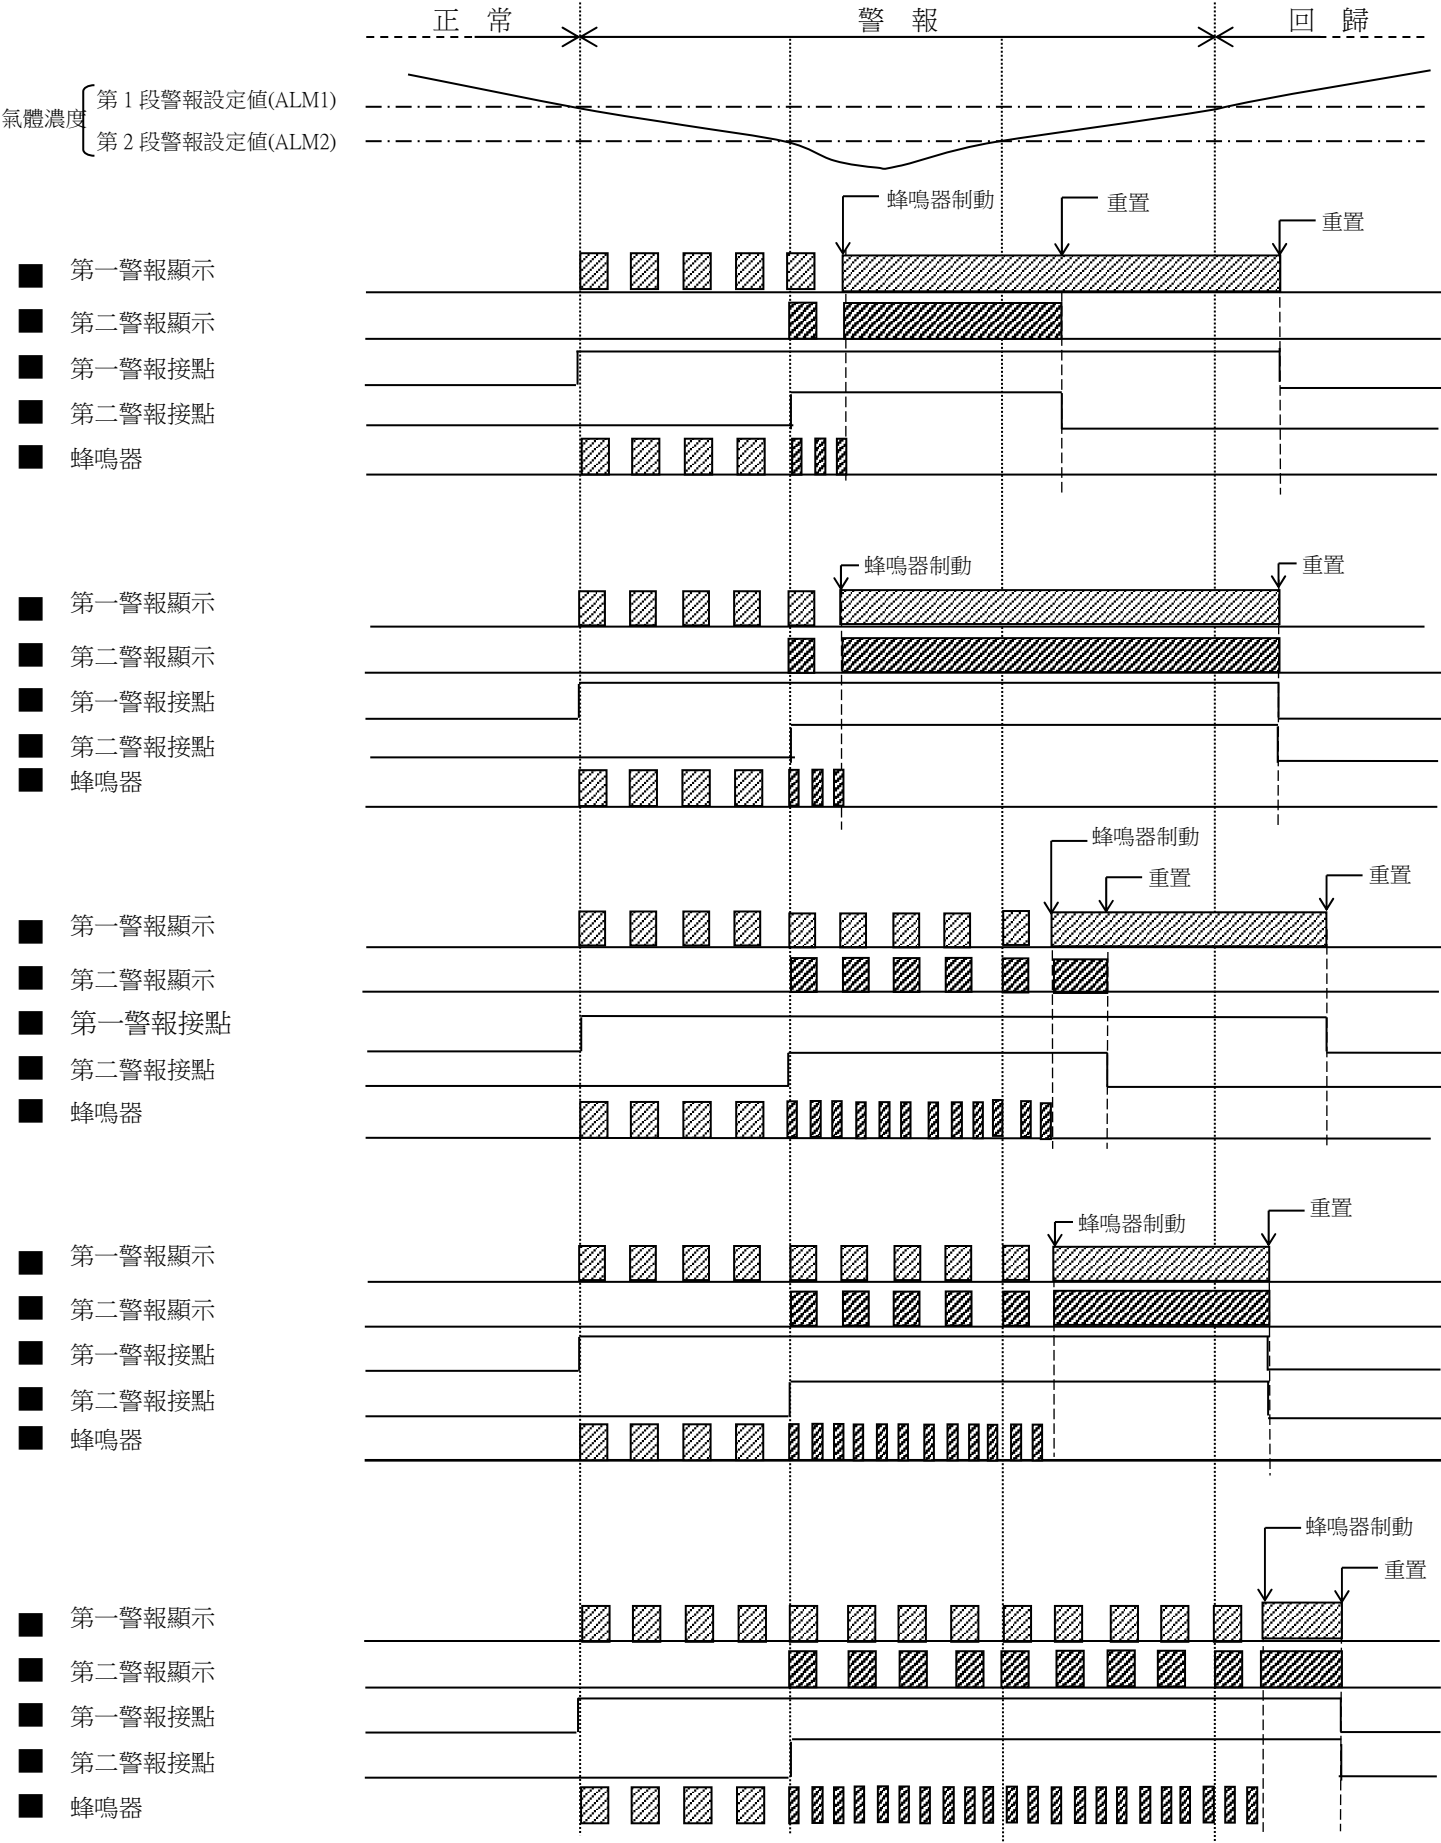 正 常
警 報
回 歸
第 1 段警報設定值(ALM1)
氣體濃度
第 2 段警報設定值(ALM2)
蜂鳴器制動
重置
重置
第一警報顯示
第二警報顯示
第一警報接點
第二警報接點
蜂鳴器
蜂鳴器制動
重置
第一警報顯示
第二警報顯示
第一警報接點
第二警報接點
蜂鳴器
蜂鳴器制動
重置
重置
第一警報顯示
第二警報顯示
第一警報接點
第二警報接點
蜂鳴器
蜂鳴器制動
重置
第一警報顯示
第二警報顯示
第一警報接點
第二警報接點
蜂鳴器
蜂鳴器制動
重置
第一警報顯示
第二警報顯示
第一警報接點
第二警報接點
蜂鳴器